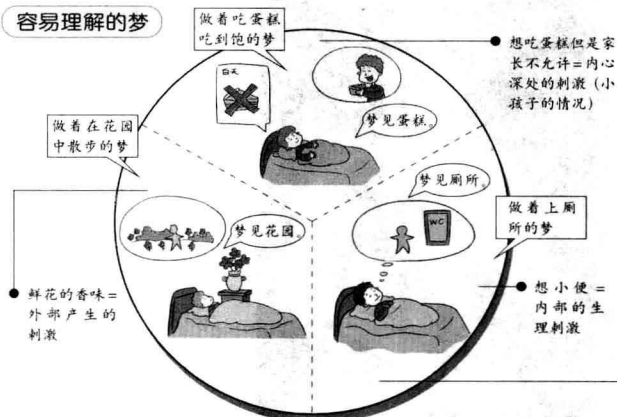 容易理解的梦
做着吃蛋糕
吃到饱的梦
想吃蛋糕但是家
长不允许=内心
深处的刺激(小
孩子的情况)
白天
梦见蛋糕。
做着在花园
中散步的梦
梦见厕所。
WC
做着上厕
所的梦
梦见花园。
鲜花的香味=
外部产生的
刺激
想小便=
内部的生
理刺激